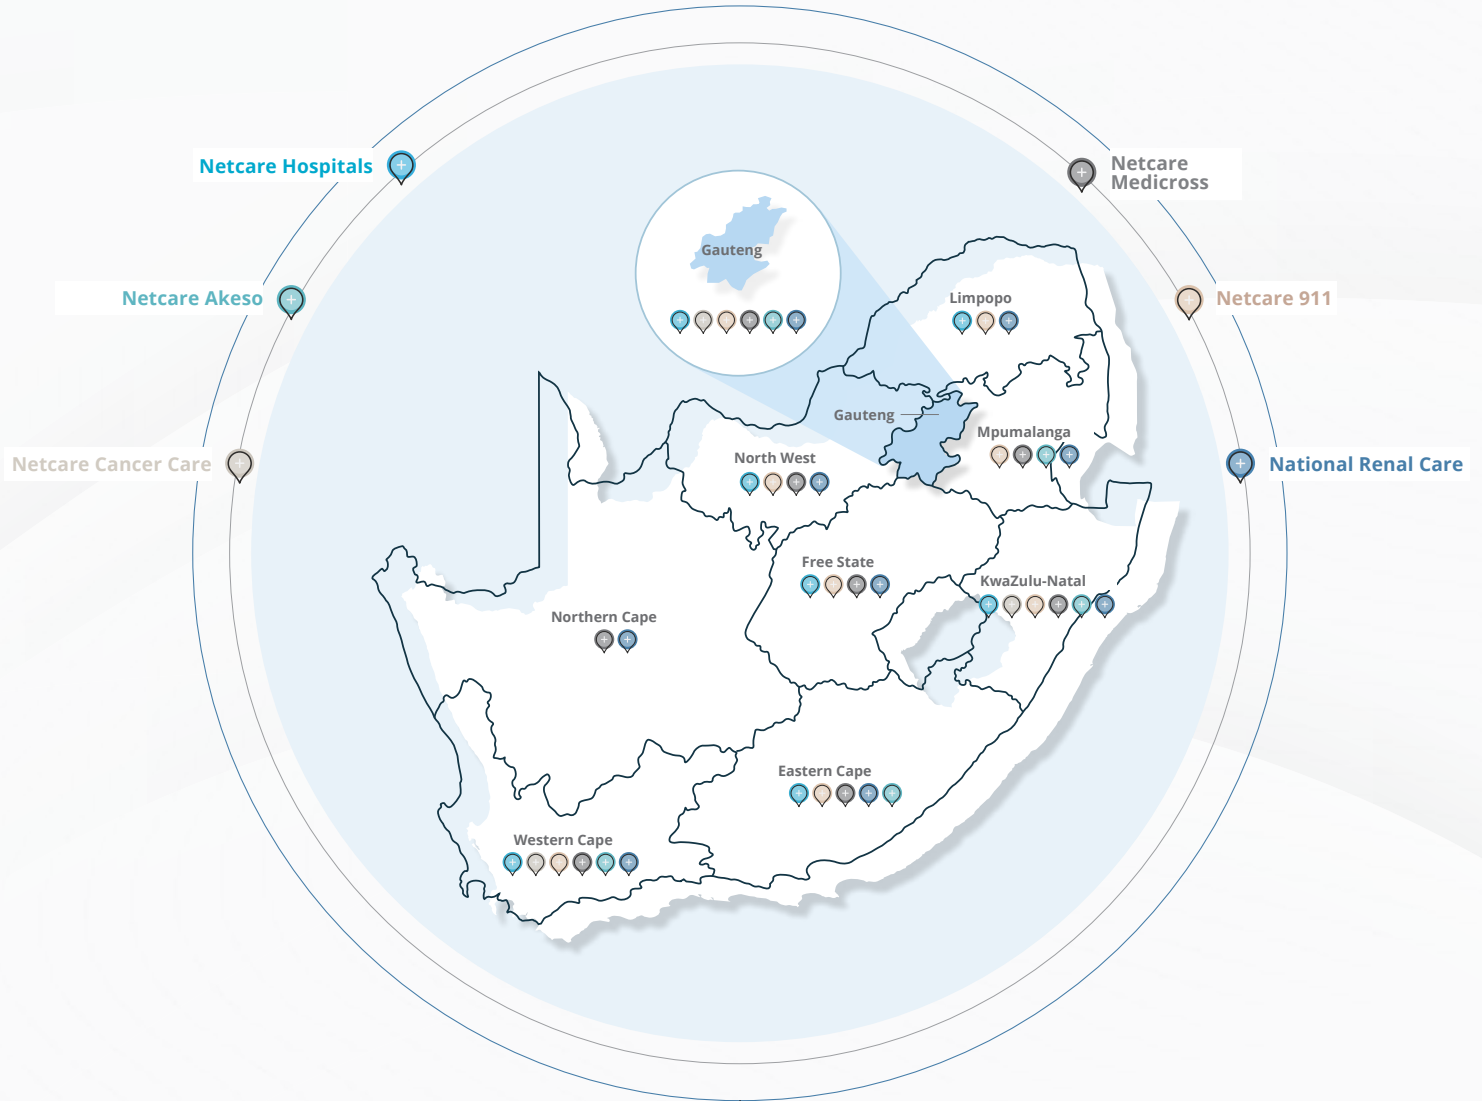 Netcare Hospitals
Netcare
Medicross
Gauteng
Netcare Akeso
Limpopo
Netcare 911
Gauteng
Mpumalanga
North West
Netcare Cancer Care
National Renal Care
Free State
KwaZulu-Natal
Northern Cape
Eastern Cape
Western Cape